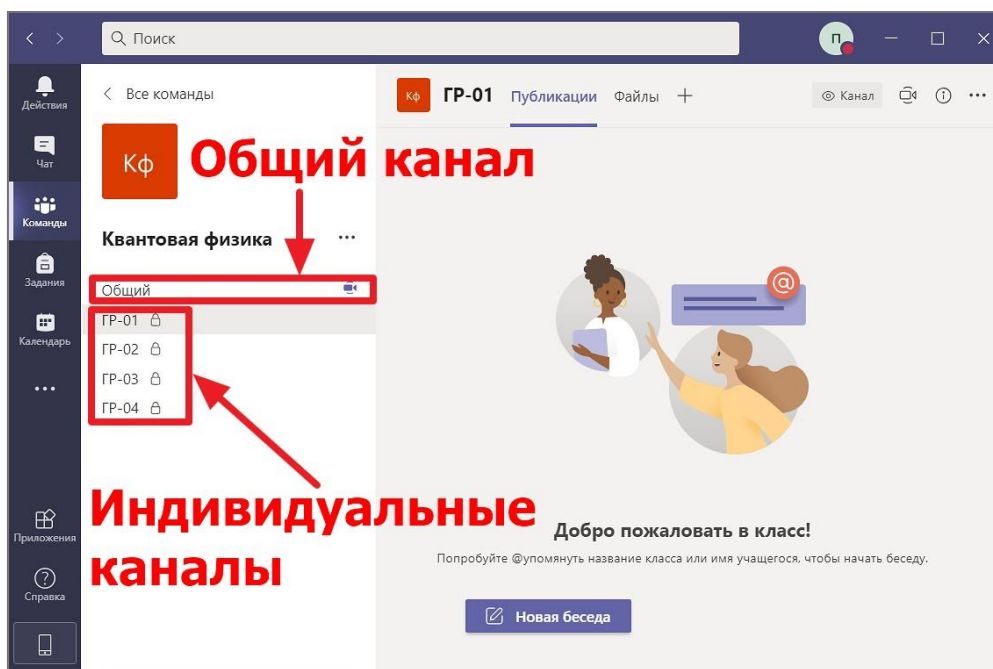 Поиск
П
Действия
Чат
Команды
Задания
Календарь
Приложения
Справка
Все команды
Кф
Общий канал
Квантовая физика
Общий
ГР-01
ГР-02
ГР-03
ГР-04
Индивидуальные
каналы
Кф ГР-01 Публикации Файлы
Канал
@
Добро пожаловать в класс!
Попробуйте @упомянуть название класса или имя учащегося, чтобы начать беседу.
Новая беседа